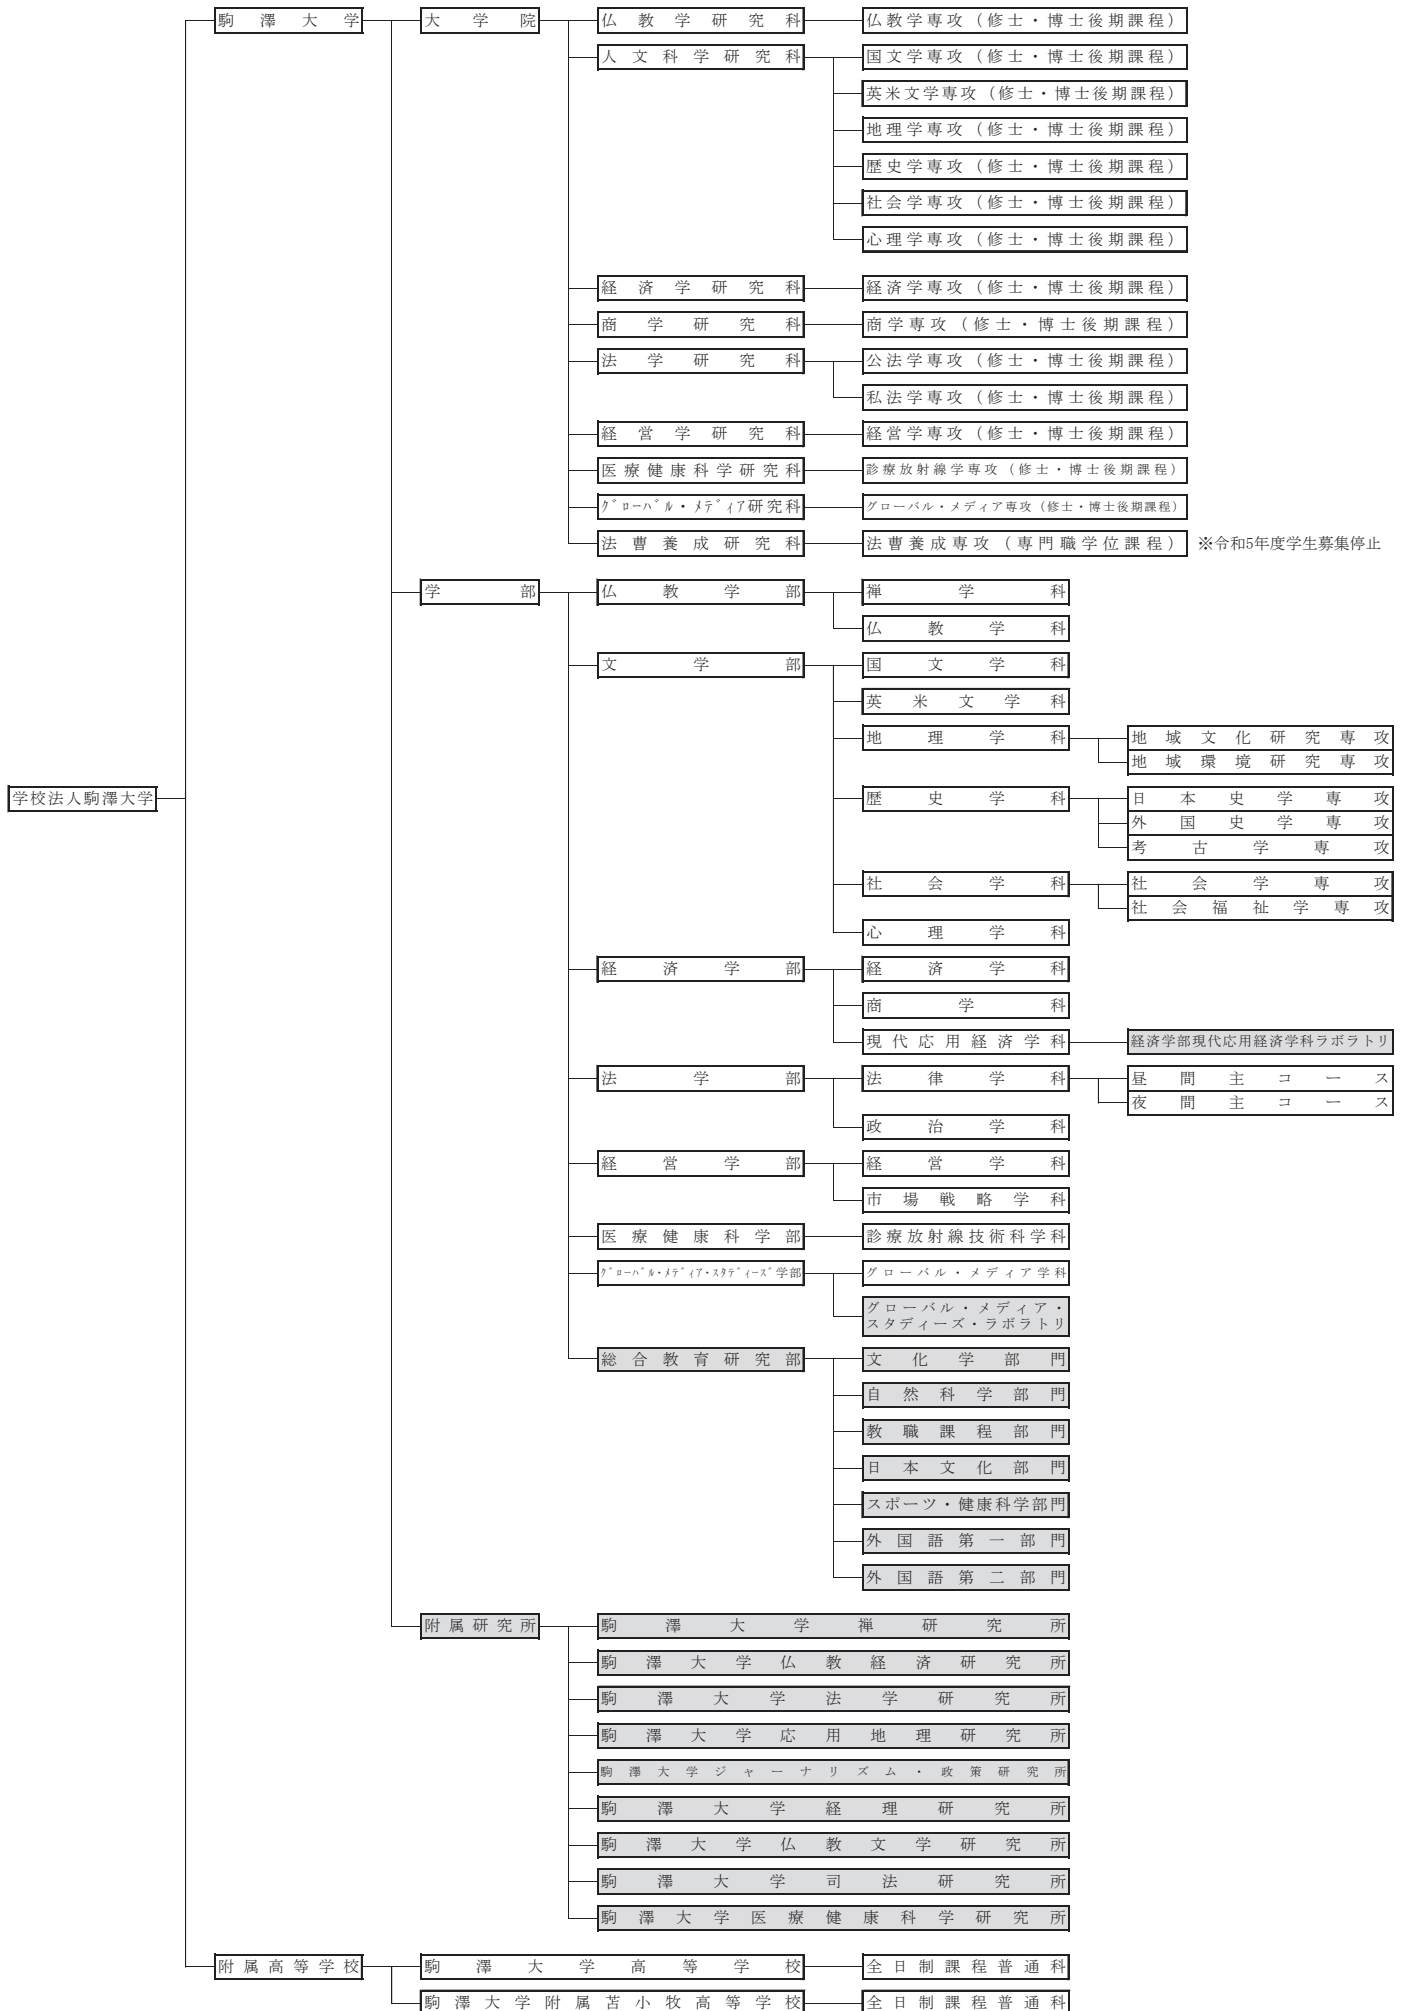 駒澤大学
大学院
仏教学研究科
仏教学専攻（修士・博士後期課程）
人文科学研究科
国文学専攻（修士・博士後期課程）
英米文学専攻（修士・博士後期課程）
地理学専攻（修士・博士後期課程）
歴史学専攻（修士・博士後期課程）
社会学専攻（修士・博士後期課程）
心理学専攻（修士・博士後期課程）
経済学研究科
経済学専攻（修士・博士後期課程）
商学研究科
商学専攻（修士・博士後期課程）
法学研究科
公法学専攻（修士・博士後期課程）
私法学専攻（修士・博士後期課程）
経営学研究科
経営学専攻（修士・博士後期課程）
医療健康科学研究科
診療放射線学専攻（修士・博士後期課程）
ｸﾞﾛｰﾊﾞﾙ・ﾒﾃﾞｨｱ研究科
グローバル・メディア専攻（修士・博士後期課程）
法曹養成研究科
法曹養成専攻（専門職学位課程）
※令和5年度学生募集停止
学部
仏教学部
禅学科
仏教学科
文学部
国文学科
英米文学科
地理学科
地域文化研究専攻
地域環境研究専攻
学校法人駒澤大学
歴史学科
日本史学専攻
外国史学専攻
考古学専攻
社会学科
社会学専攻
社会福祉学専攻
心理学科
経済学部
経済学科
商学科
現代応用経済学科
経済学部現代応用経済学科ラボラトリ
法学部
法律学科
昼間主コース
夜間主コース
政治学科
経営学部
経営学科
市場戦略学科
医療健康科学部
診療放射線技術科学科
ｸﾞﾛｰﾊﾞﾙ・ﾒﾃﾞｨｱ・ｽﾀﾃﾞｨｰｽﾞ学部
グローバル・メディア学科
グローバル・メディア・
スタディーズ・ラボラトリ
総合教育研究部
文化学部門
自然科学部門
教職課程部門
日本文化部門
スポーツ・健康科学部門
外国語第一部門
外国語第二部門
附属研究所
駒澤大学禅研究所
駒澤大学仏教経済研究所
駒澤大学法学研究所
駒澤大学応用地理研究所
駒澤大学ジャーナリズム・政策研究所
駒澤大学経理研究所
駒澤大学仏教文学研究所
駒澤大学司法研究所
駒澤大学医療健康科学研究所
附属高等学校
駒澤大学高等学校
全日制課程普通科
駒澤大学附属苫小牧高等学校
全日制課程普通科